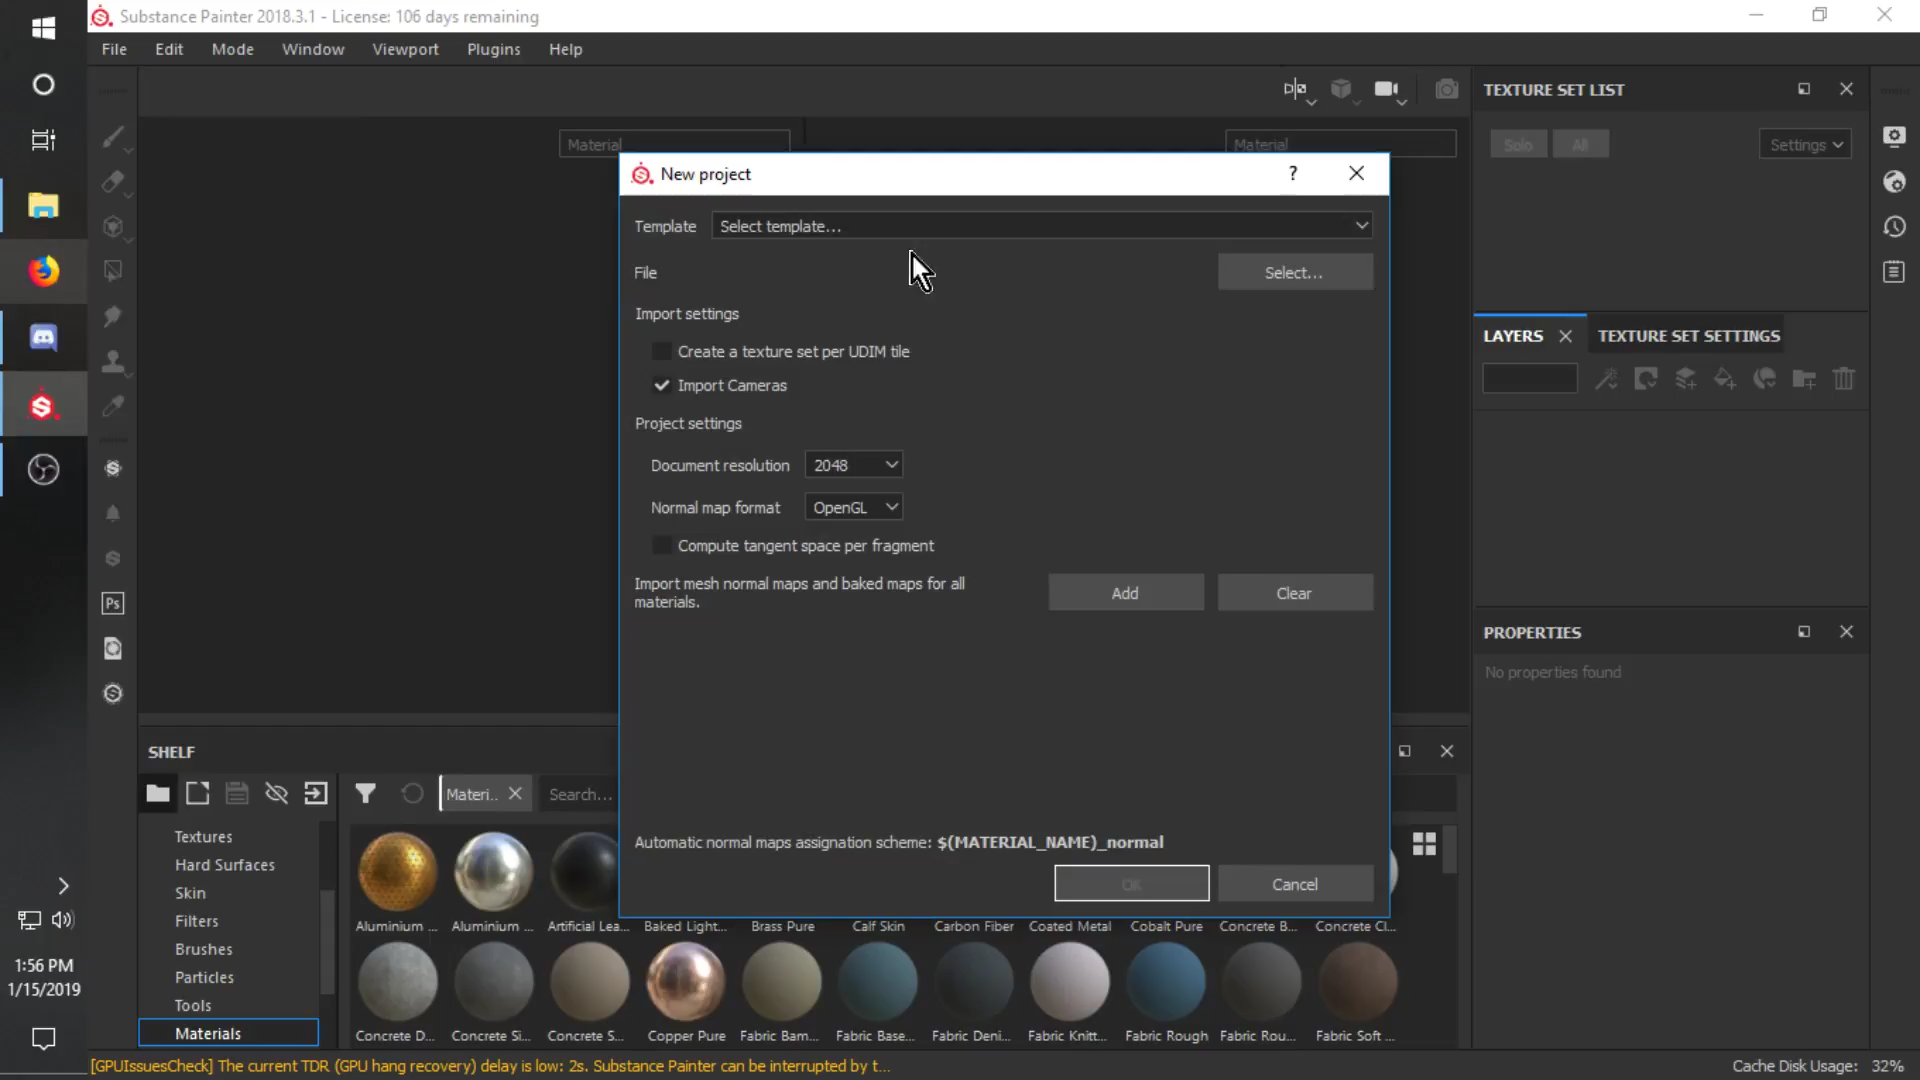 Substance Painter 2018.3.1 - License: 106 days remaining
File Edit Mode Window Viewport Plugins Help
TEXTURE SET LIST
Solo All Settings
Material Material
New project ?
Template Select template...
File Select...
Import settings
Create a texture set per UDIM tile
Import Cameras
Project settings
Document resolution 2048
Normal map format OpenGL
Compute tangent space per fragment
Import mesh normal maps and baked maps for all
materials.
Add Clear
Automatic normal maps assignation scheme: $(MATERIAL_NAME)_normal
OK Cancel
LAYERS TEXTURE SET SETTINGS
PROPERTIES
No properties found
Ps
SHELF
Materi.. Search...
Textures
Hard Surfaces
Skin
Filters
Brushes
Particles
Tools
Materials
Aluminium ... Aluminium ... Artificial Lea... Baked Light... Brass Pure Calf Skin Carbon Fiber Coated Metal Cobalt Pure Concrete B... Concrete Cl...
Concrete D... Concrete Si... Concrete S... Copper Pure Fabric Bam... Fabric Base... Fabric Deni... Fabric Knitt... Fabric Rough Fabric Rou... Fabric Soft ...
1:56 PM
1/15/2019
[GPUIssuesCheck] The current TDR (GPU hang recovery) delay is low: 2s. Substance Painter can be interrupted by t...
Cache Disk Usage: 32%